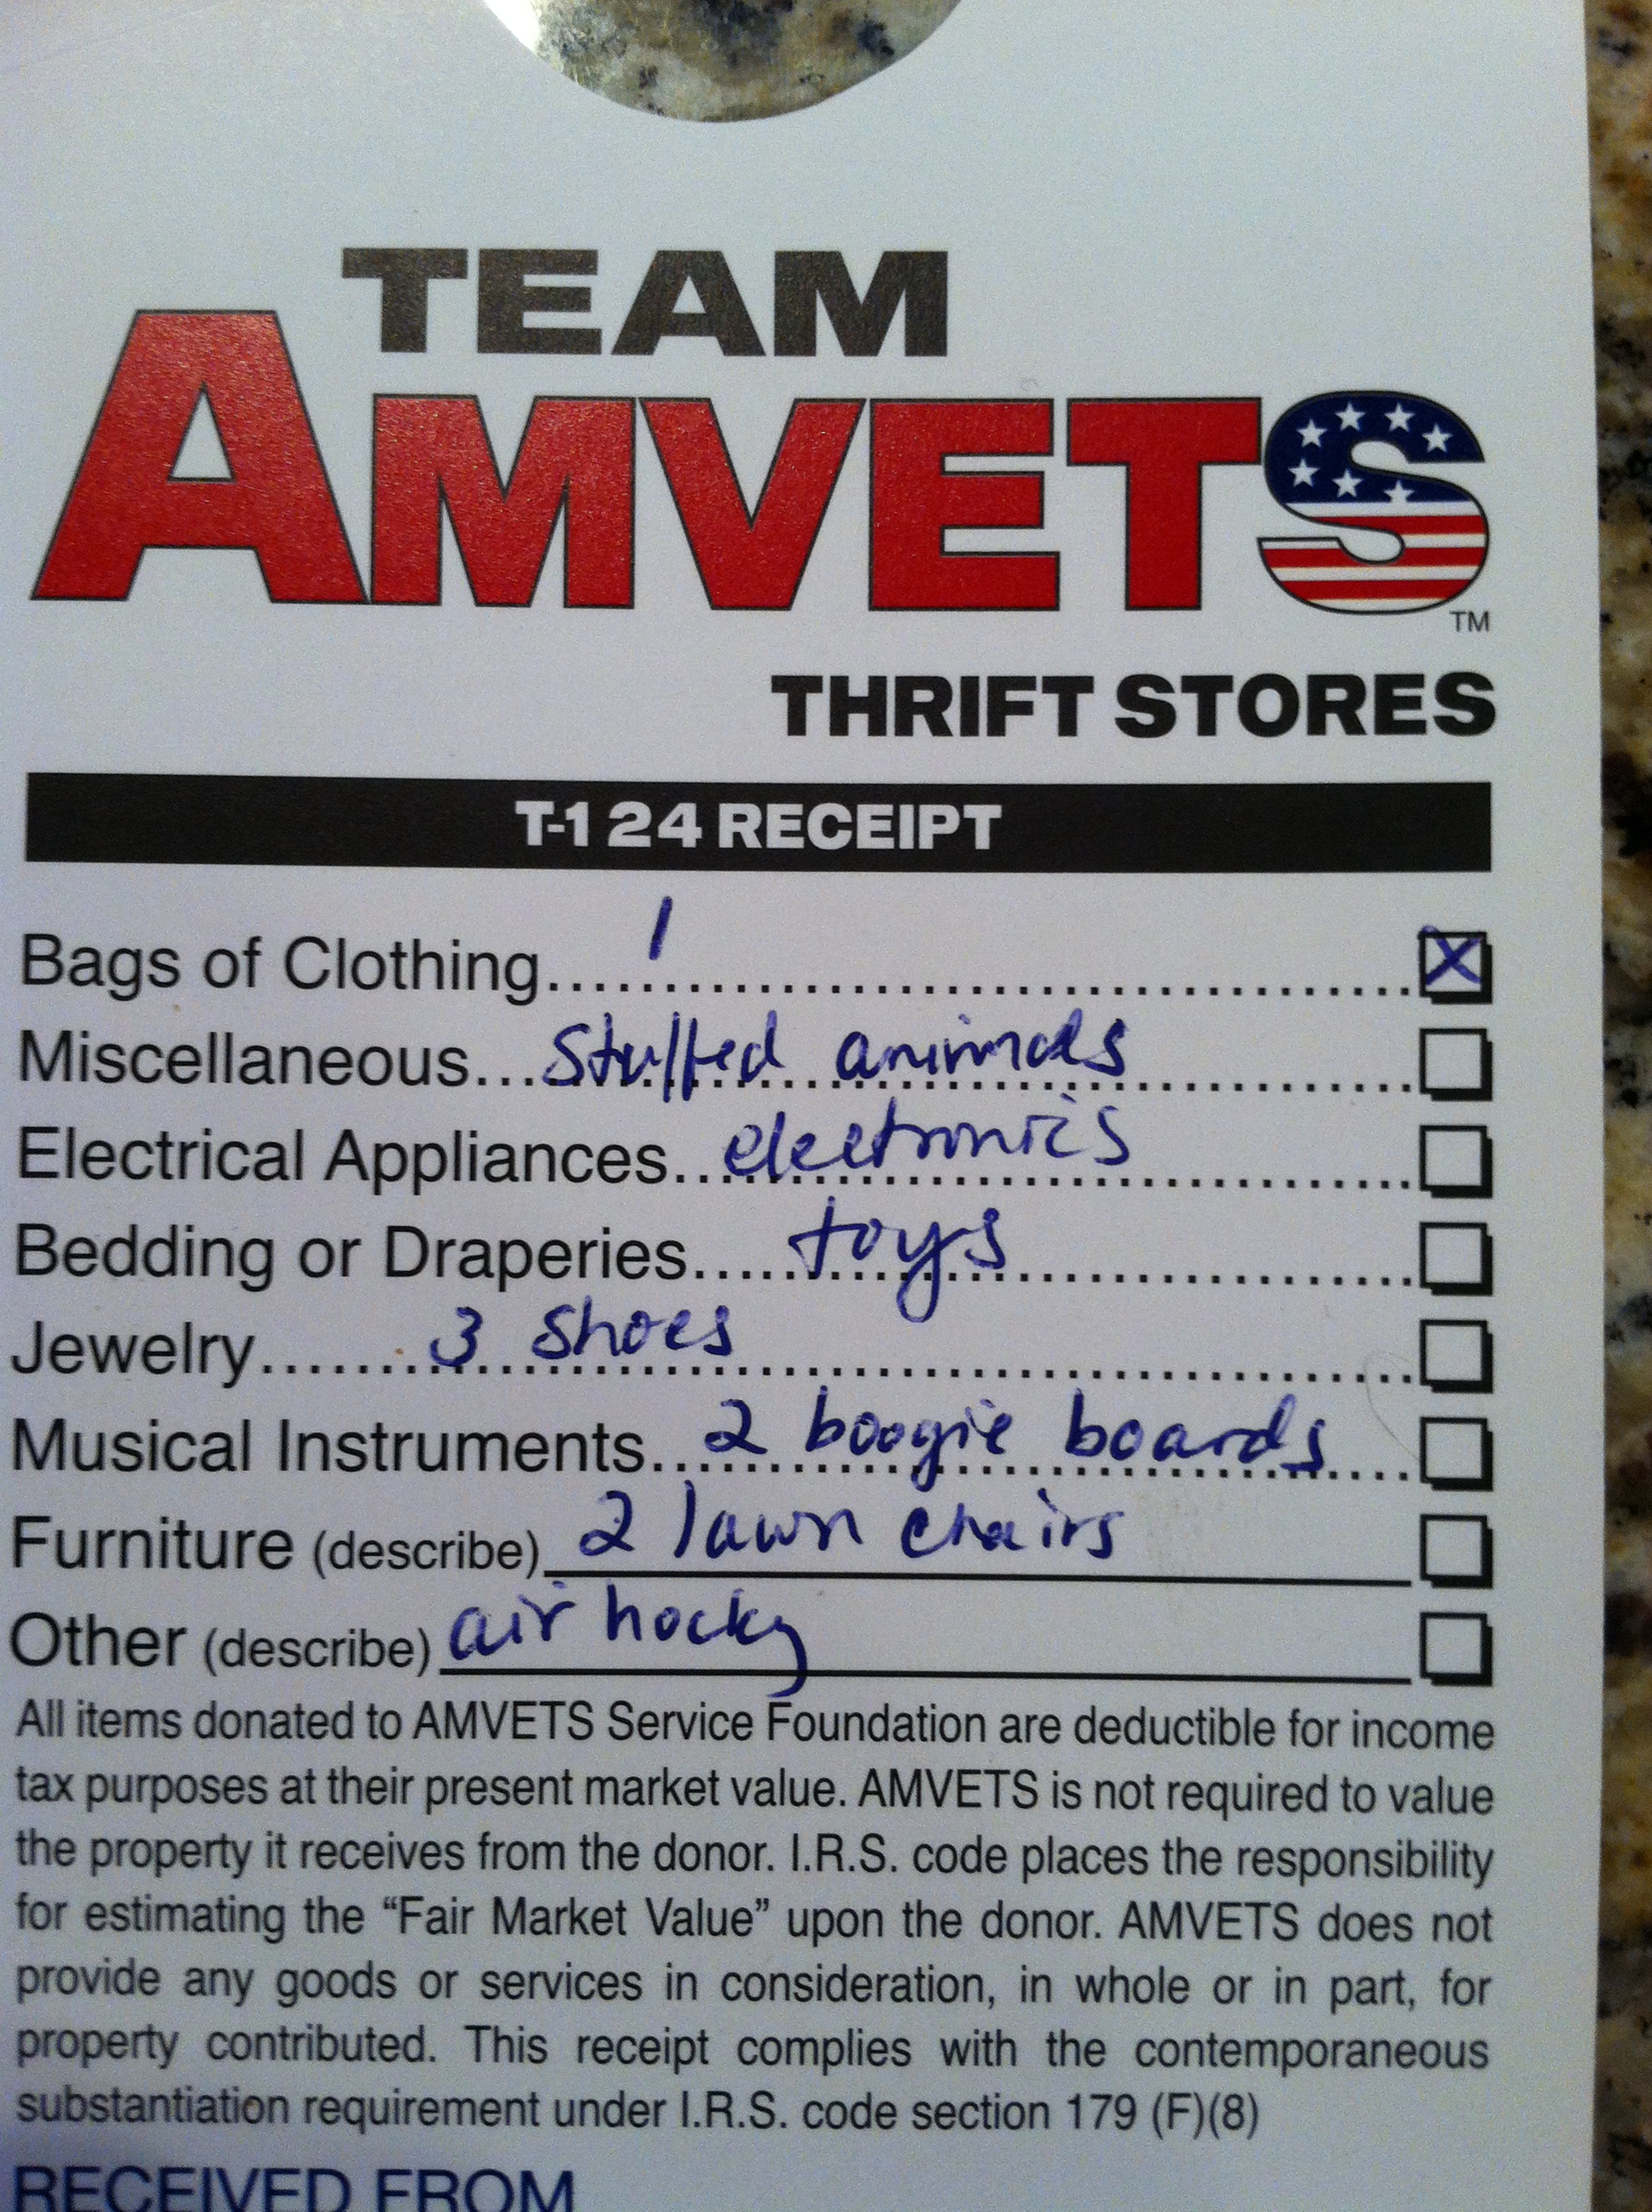 TEAM
AMVETS™
THRIFT STORES
T-124 RECEIPT
Bags of Clothing.....1.....X
Miscellaneous...stuffed animals
Electrical Appliances..electronics
Bedding or Draperies....toys
Jewelry.......3 shoes
Musical Instruments...2 boogie boards
Furniture (describe) 2 lawn chairs
Other (describe) air hocky
All items donated to AMVETS Service Foundation are deductible for income
tax purposes at their present market value. AMVETS is not required to value
the property it receives from the donor. I.R.S. code places the responsibility
for estimating the “Fair Market Value” upon the donor. AMVETS does not
provide any goods or services in consideration, in whole or in part, for
property contributed. This receipt complies with the contemporaneous
substantiation requirement under I.R.S. code section 179 (F)(8)
RECEIVED FROM